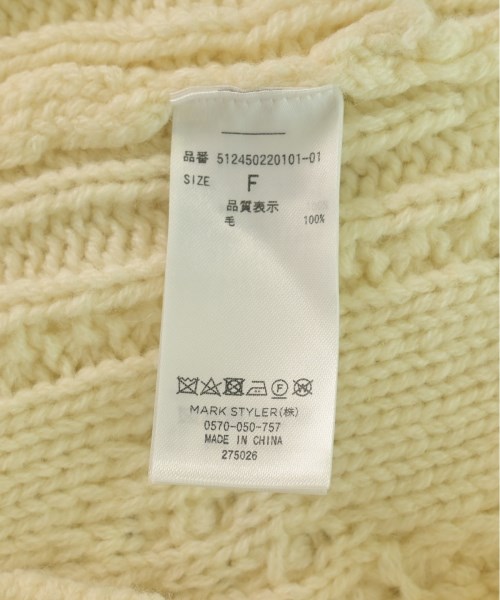 品番 512450220101-01
SIZE F
品質表示
毛 100%
MARK STYLER(株)
0570-050-757
MADE IN CHINA
275026